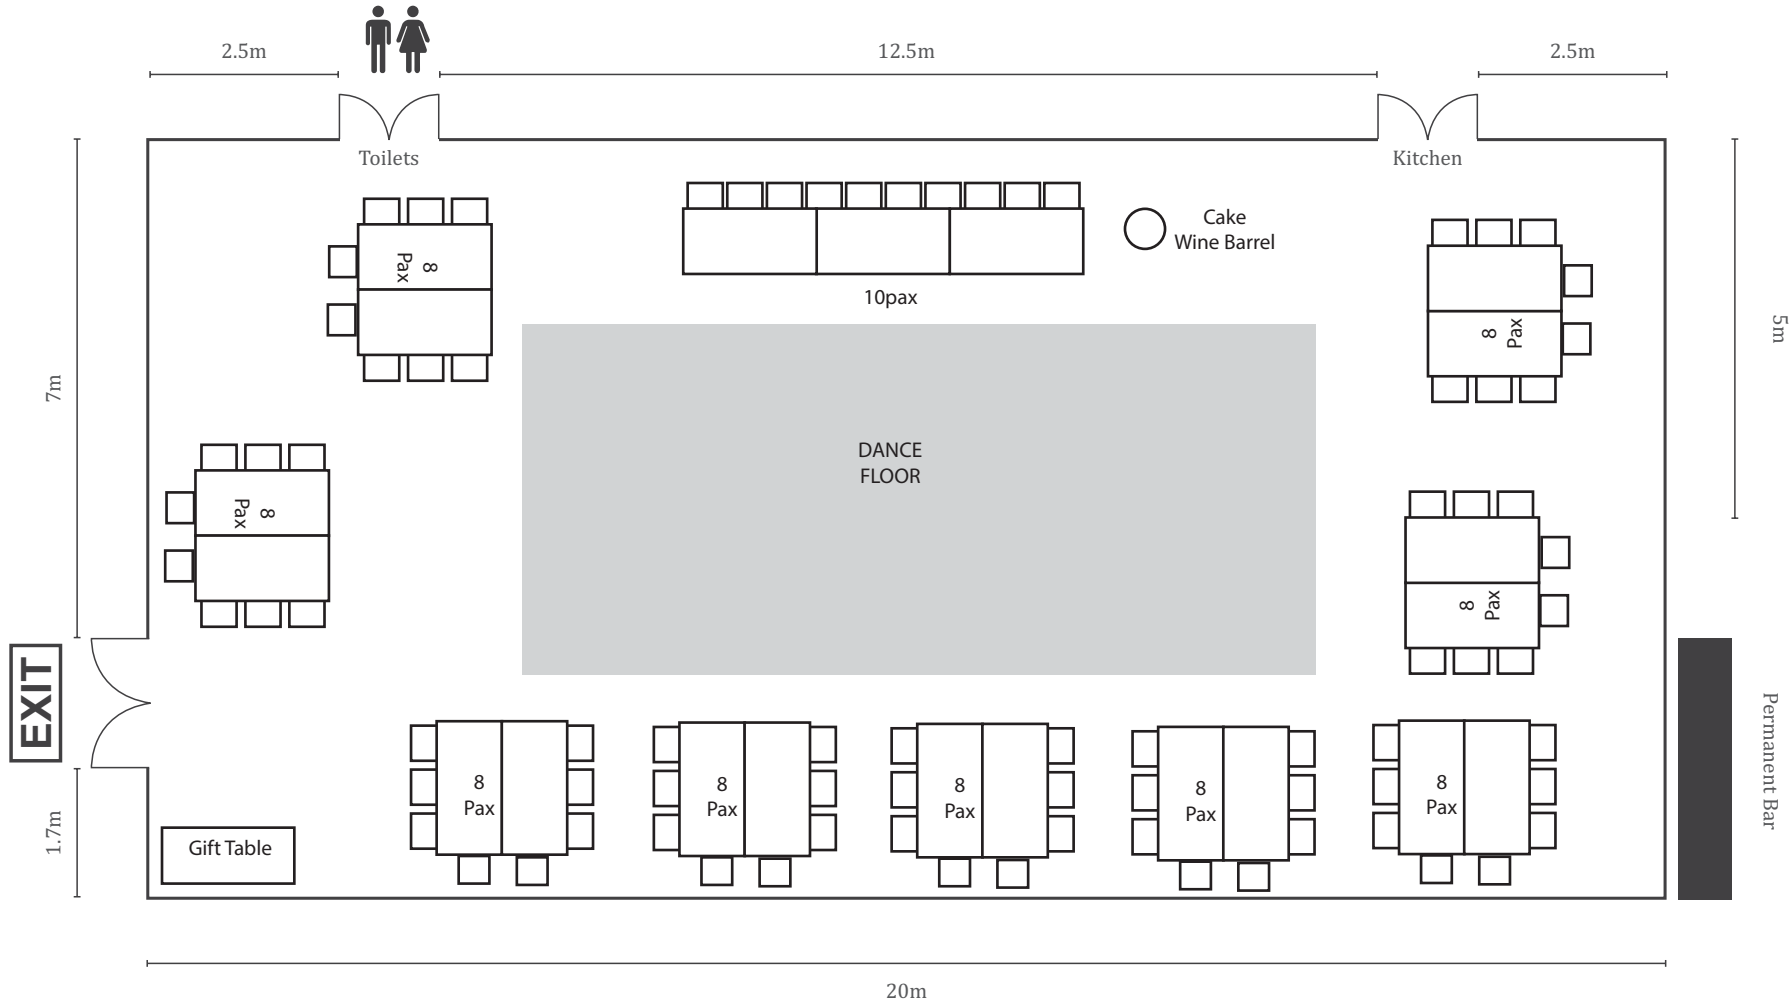 2.5m
12.5m
2.5m
Toilets
Kitchen
Cake
Wine Barrel
8
Pax
10pax
8
Pax
5m
7m
DANCE
FLOOR
8
Pax
8
Pax
EXIT
Permanent Bar
8
Pax
8
Pax
8
Pax
8
Pax
8
Pax
1.7m
Gift Table
20m